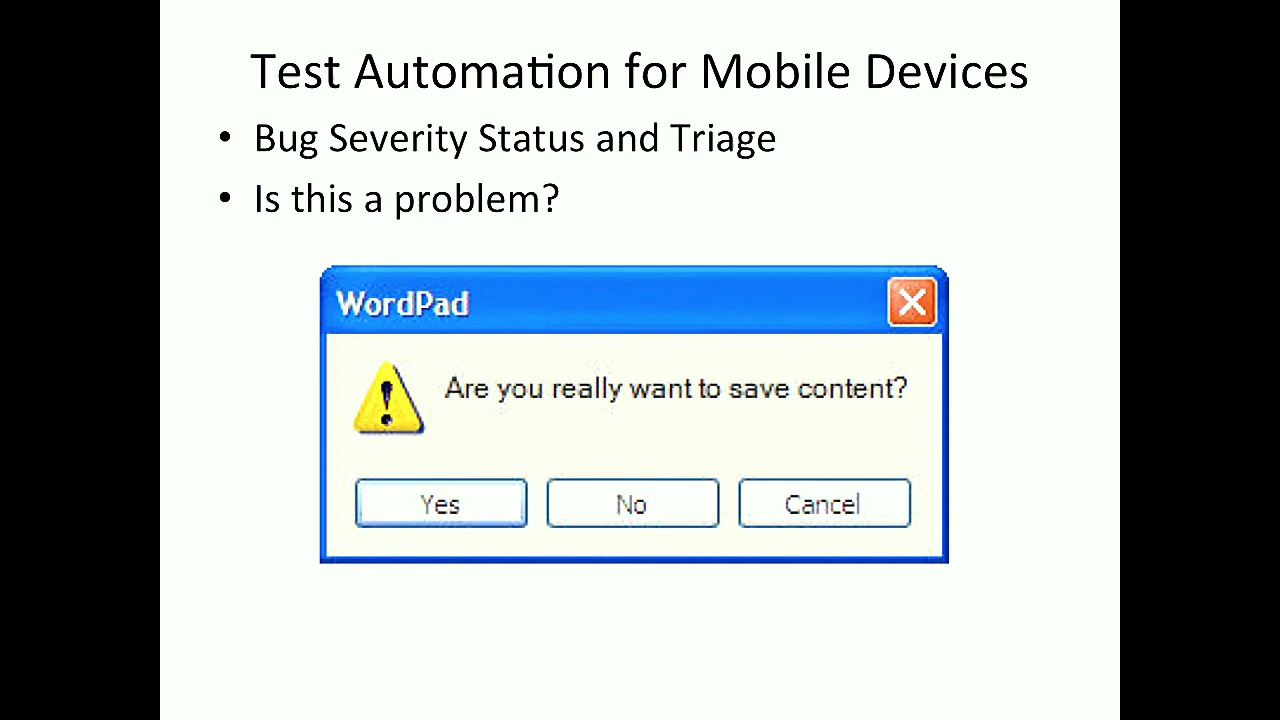 Test Automation for Mobile Devices
• Bug Severity Status and Triage
• Is this a problem?
WordPad
Are you really want to save content?
Yes No Cancel